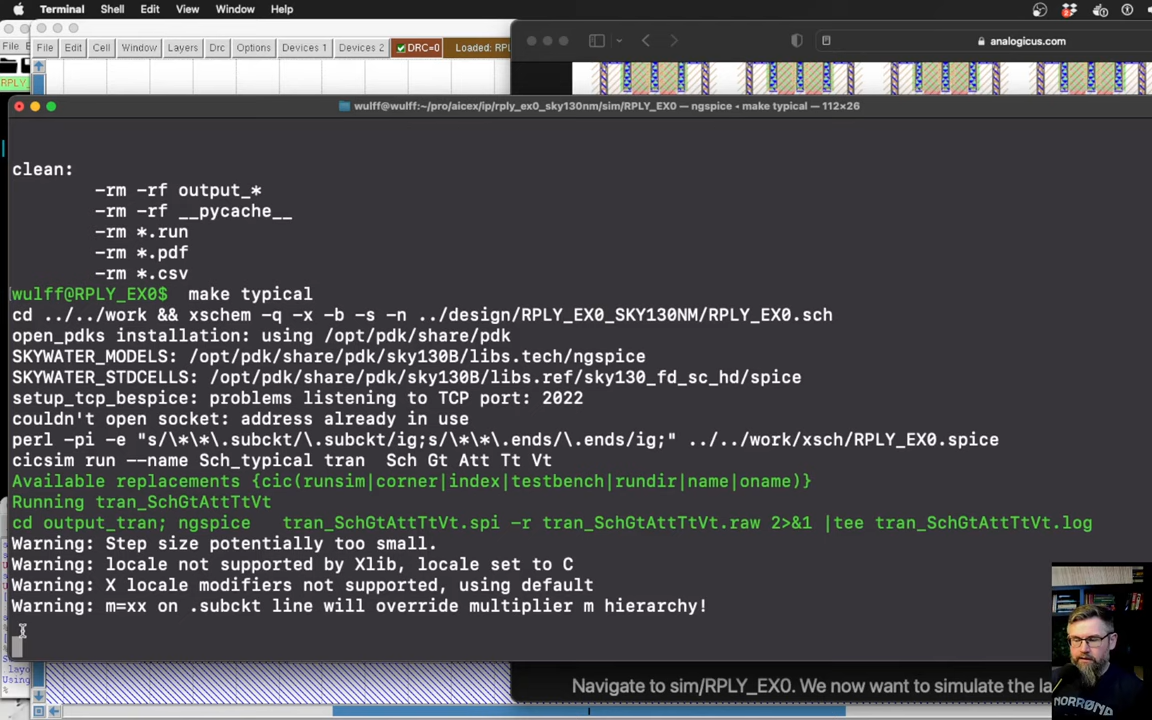 Terminal Shell Edit View Window Help
File Edit Cell Window Layers Drc Options Devices 1 Devices 2 DRC=0 Loaded: RPL
analogicus.com
File
RPLY
wulff@wulff:~/pro/aicex/ip/rply_ex0_sky130nm/sim/RPLY_EX0 — ngspice • make typical — 112×26
clean:
-rm -rf output_*
-rm -rf __pycache__
-rm *.run
-rm *.pdf
-rm *.csv
wulff@RPLY_EX0$ make typical
cd ../../work && xschem -q -x -b -s -n ../design/RPLY_EX0_SKY130NM/RPLY_EX0.sch
open_pdks installation: using /opt/pdk/share/pdk
SKYWATER_MODELS: /opt/pdk/share/pdk/sky130B/libs.tech/ngspice
SKYWATER_STDCELLS: /opt/pdk/share/pdk/sky130B/libs.ref/sky130_fd_sc_hd/spice
setup_tcp_bespice: problems listening to TCP port: 2022
couldn't open socket: address already in use
perl -pi -e "s/\*\*\.subckt/\.subckt/ig;s/\*\*\.ends/\.ends/ig;" ../../work/xsch/RPLY_EX0.spice
cicsim run --name Sch_typical tran  Sch Gt Att Tt Vt
Available replacements {cic(runsim|corner|index|testbench|rundir|name|oname)}
Running tran_SchGtAttTtVt
cd output_tran; ngspice   tran_SchGtAttTtVt.spi -r tran_SchGtAttTtVt.raw 2>&1 |tee tran_SchGtAttTtVt.log
Warning: Step size potentially too small.
Warning: locale not supported by Xlib, locale set to C
Warning: X locale modifiers not supported, using default
Warning: m=xx on .subckt line will override multiplier m hierarchy!
layo
Using
Navigate to sim/RPLY_EX0. We now want to simulate the la
NORRØNA